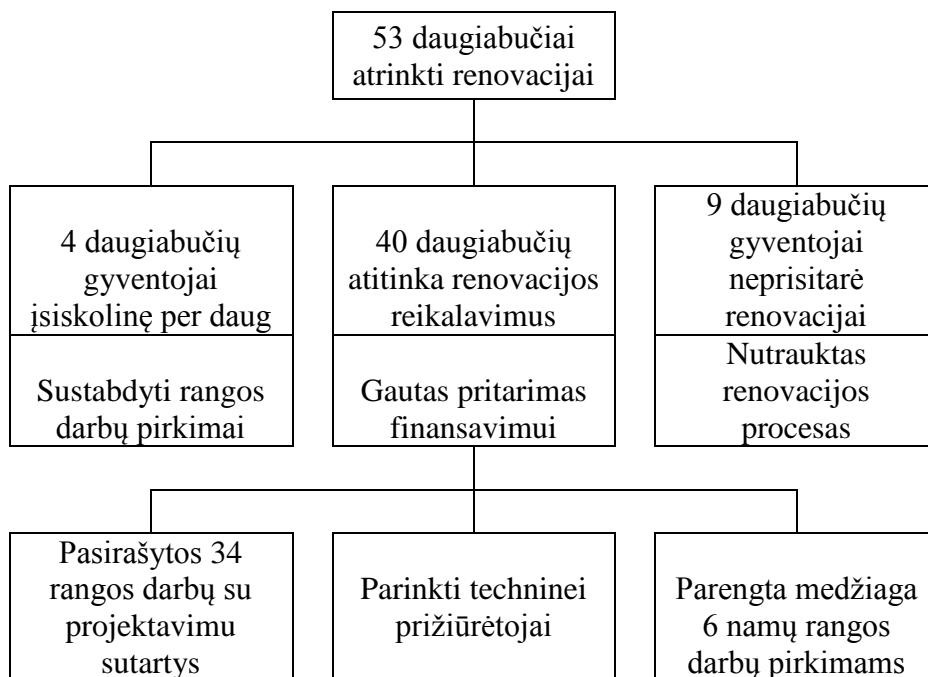 53 daugiabučiai
atrinkti renovacijai
4 daugiabučių
gyventojai
įsiskolinę per daug
Sustabdyti rangos
darbų pirkimai
40 daugiabučių
atitinka renovacijos
reikalavimus
Gautas pritarimas
finansavimui
9 daugiabučių
gyventojai
neprisitarė
renovacijai
Nutrauktas
renovacijos
procesas
Pasirašytos 34
rangos darbų su
projektavimu
sutartys
Parinkti techninei
prižiūrėtojai
Parengta medžiaga
6 namų rangos
darbų pirkimams